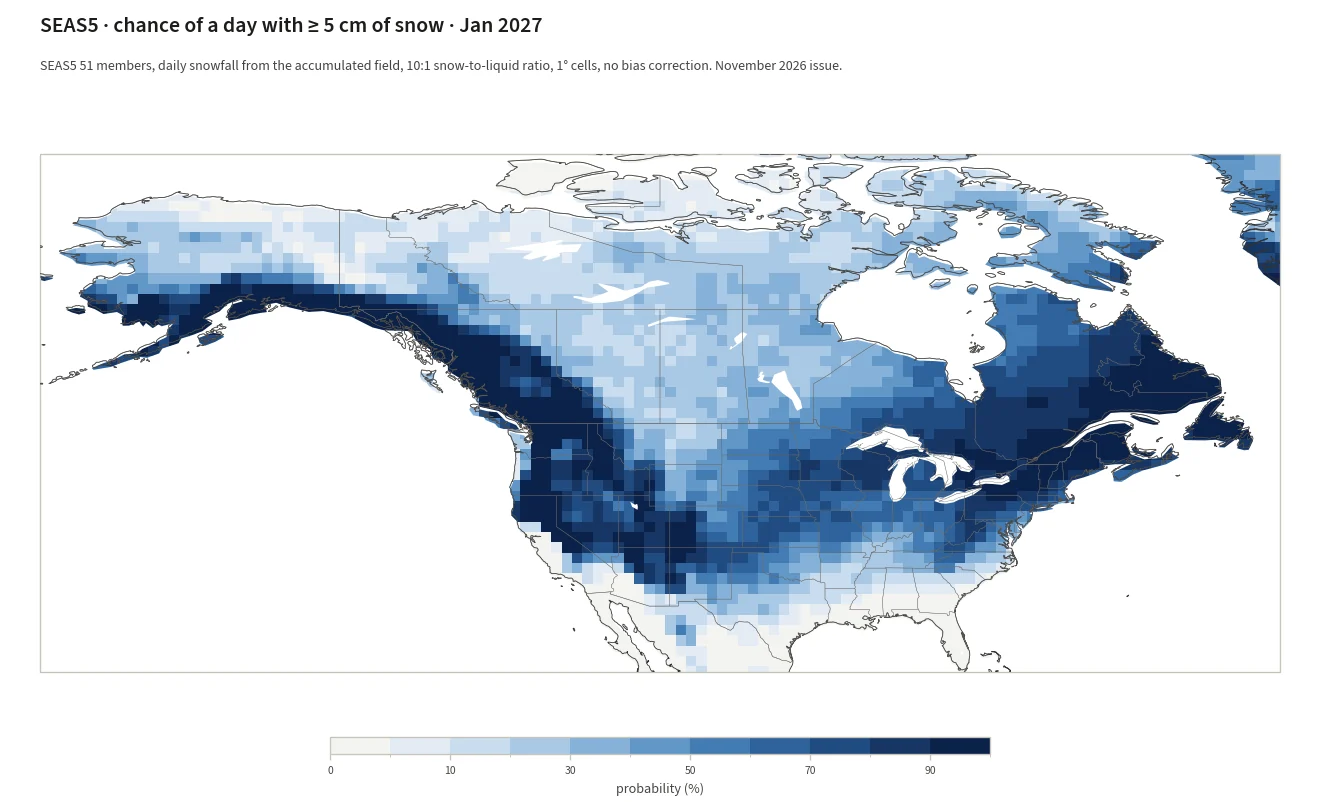 SEAS5 · chance of a day with ≥ 5 cm of snow · Jan 2027
SEAS5 51 members, daily snowfall from the accumulated field, 10:1 snow-to-liquid ratio, 1° cells, no bias correction. November 2026 issue.
0 10 30 50 70 90
probability (%)